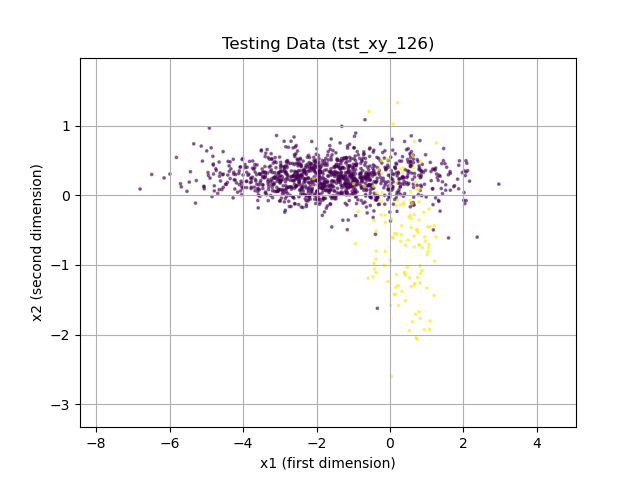 Testing Data (tst_xy_126)
x2 (second dimension)
1
0
−1
−2
−3
−8 −6 −4 −2 0 2 4
x1 (first dimension)